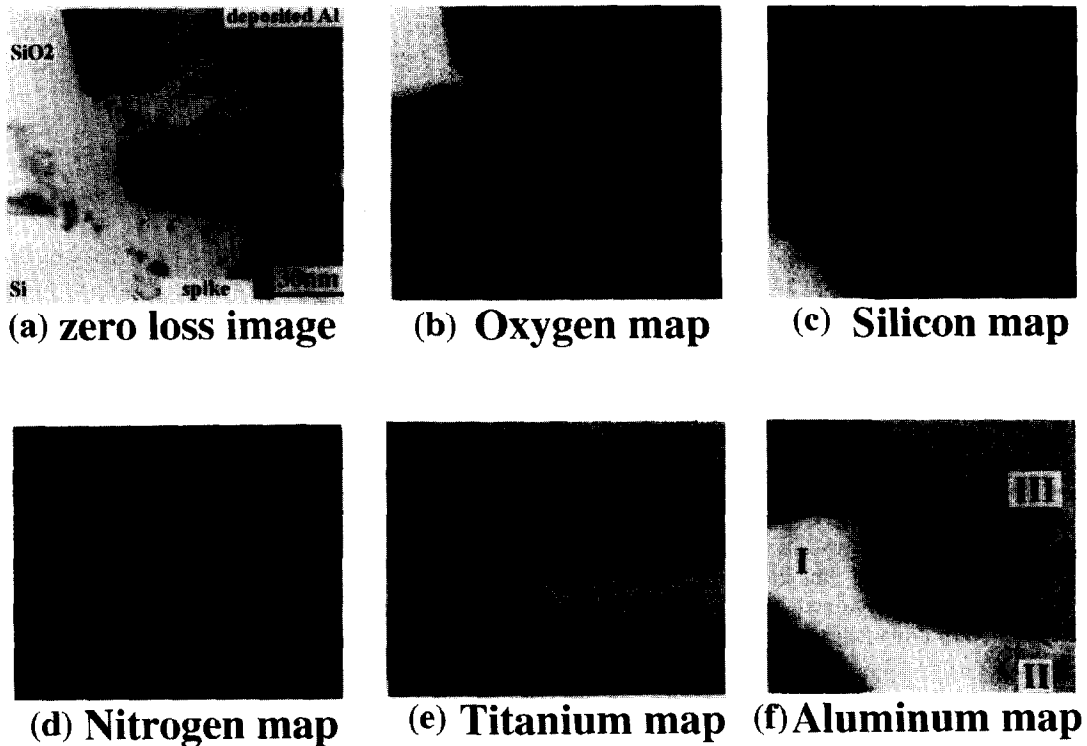 deposited Al
SiO2
Si
spike
50nm
(a) zero loss image
(b) Oxygen map
(c) Silicon map
III
I
II
(d) Nitrogen map
(e) Titanium map
(f) Aluminum map